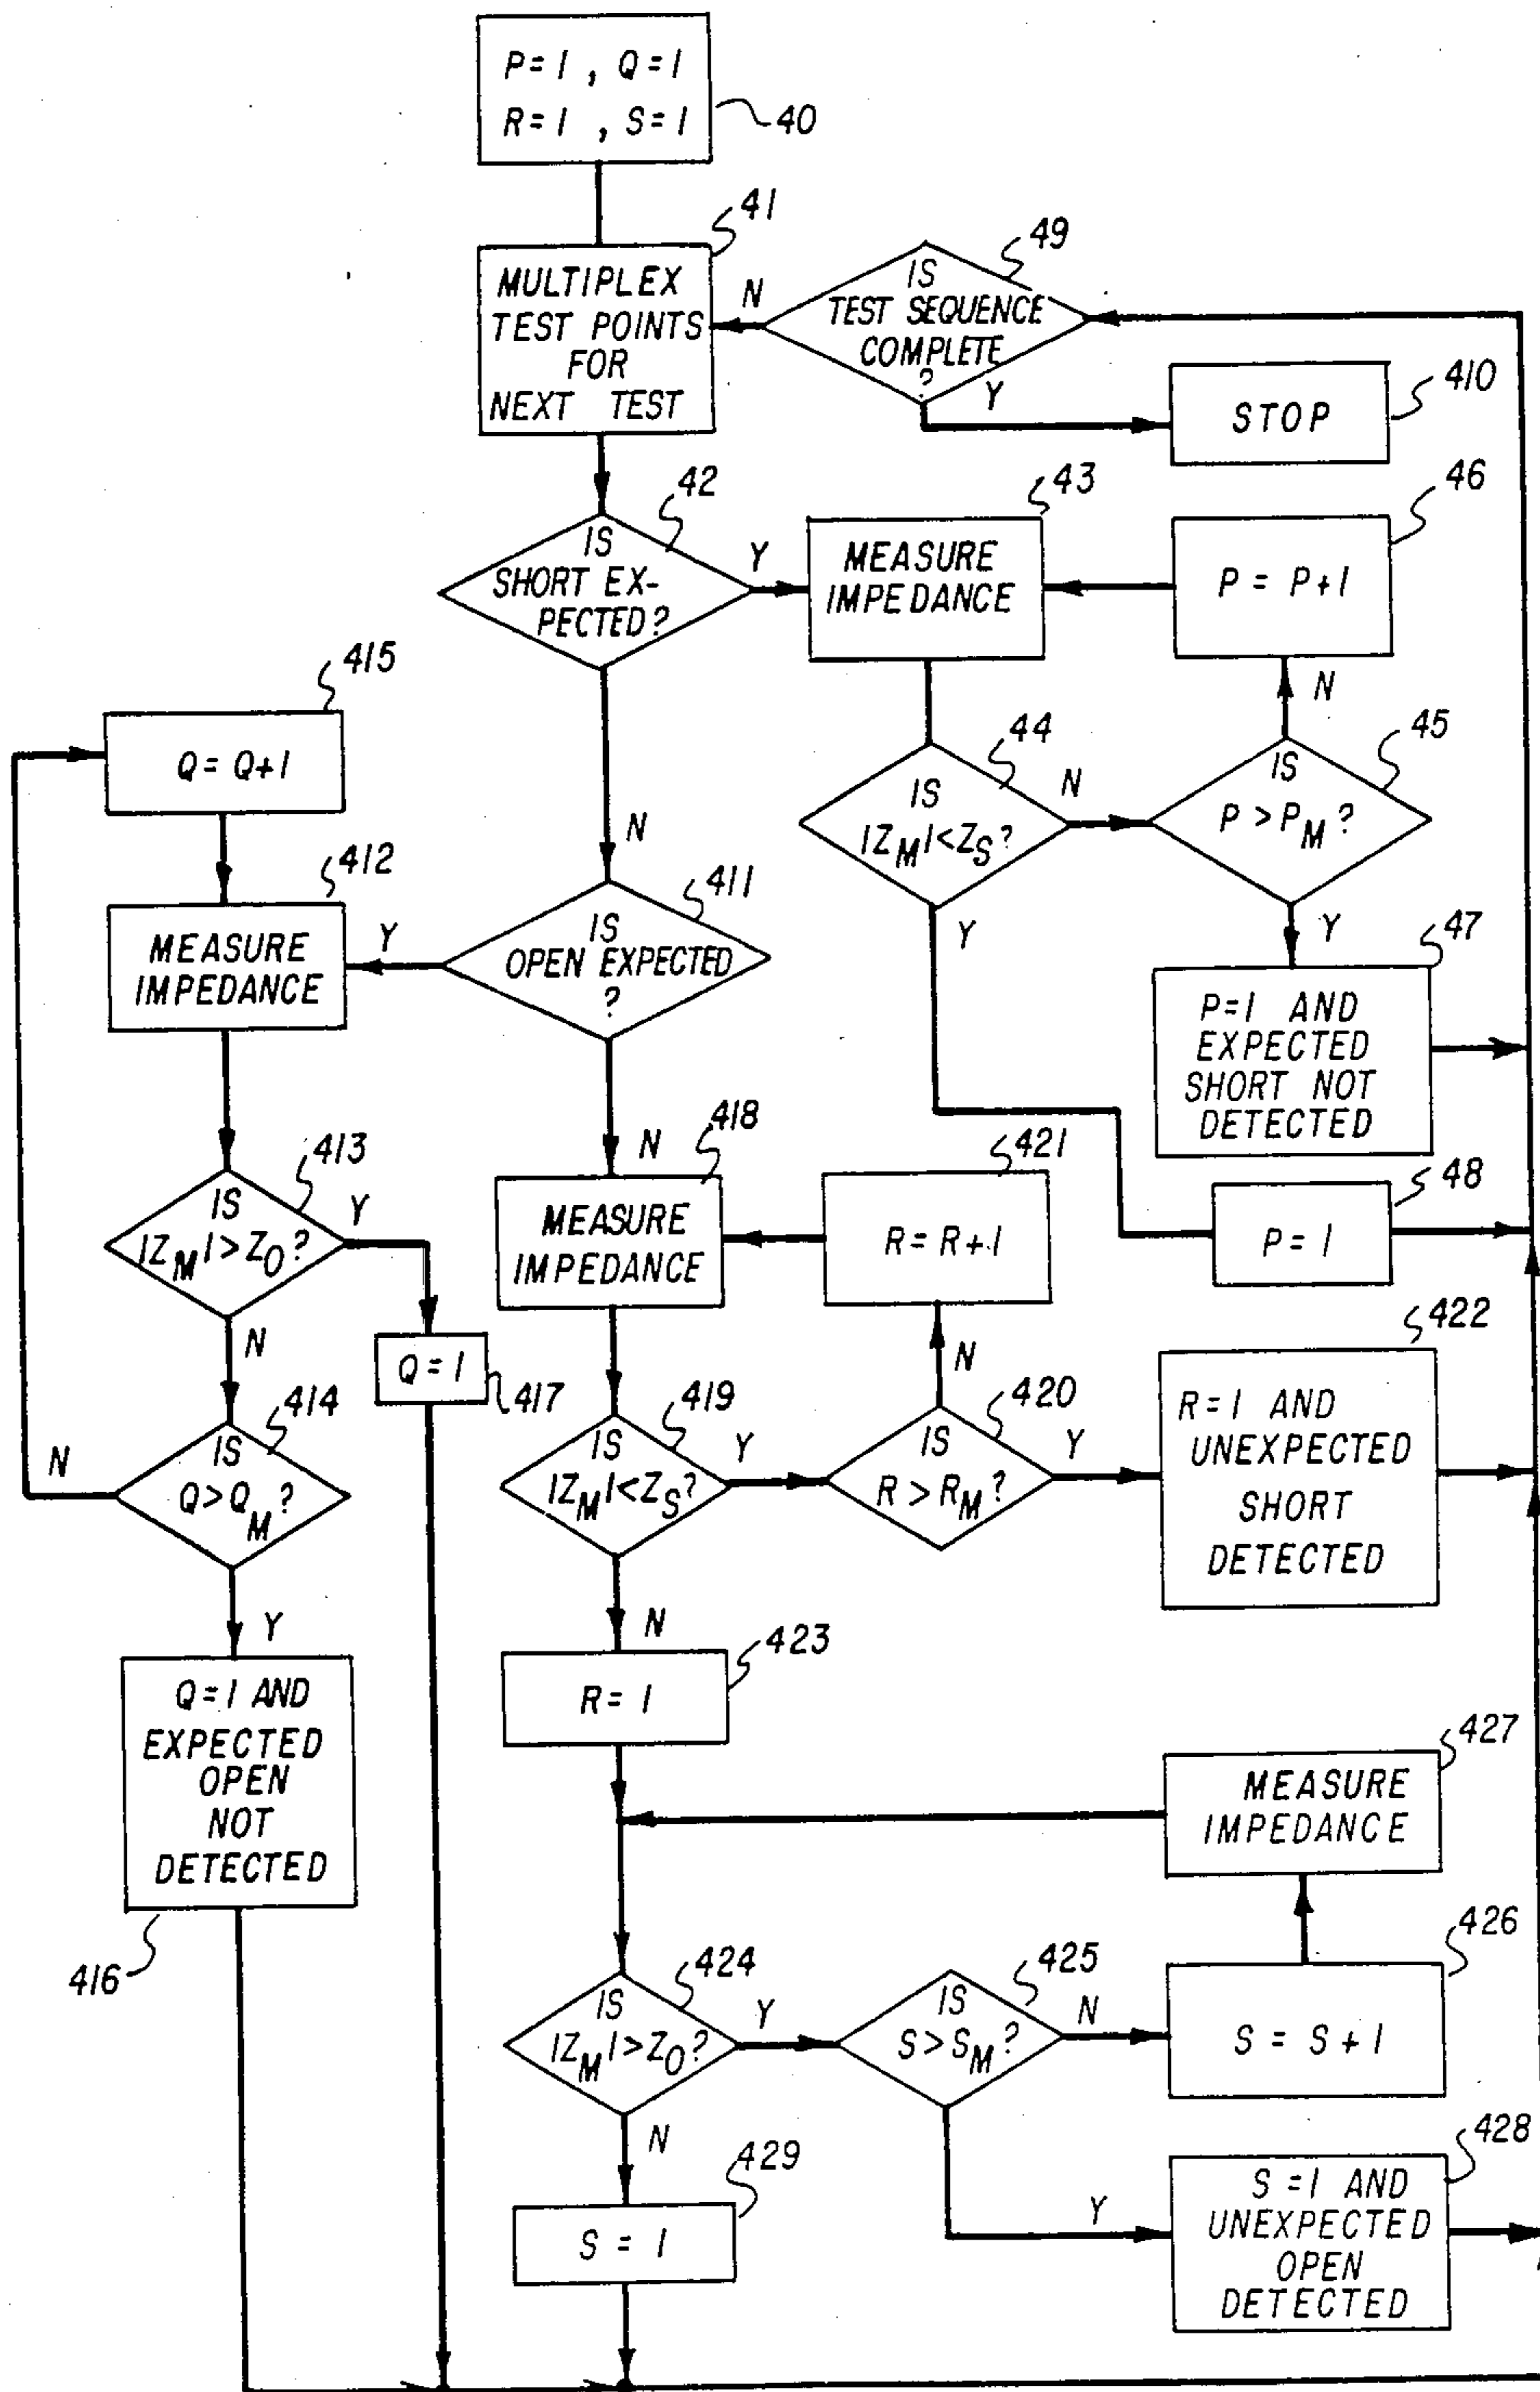 P=1, Q=1
R=1, S=1
40
41
MULTIPLEX
TEST POINTS
FOR
NEXT TEST
49
IS
TEST SEQUENCE
COMPLETE
?
N
Y
410
STOP
42
IS
SHORT EX-
PECTED?
Y
N
43
MEASURE
IMPEDANCE
46
P = P+1
N
44
IS
|Z_M|<Z_S?
N
Y
45
IS
P > P_M?
Y
47
P=1 AND
EXPECTED
SHORT NOT
DETECTED
48
P=1
415
Q = Q+1
412
MEASURE
IMPEDANCE
Y
411
IS
OPEN EXPECTED
?
N
413
IS
|Z_M|>Z_O?
Y
N
Q=1
417
414
IS
Q>Q_M?
N
Y
Q=1 AND
EXPECTED
OPEN
NOT
DETECTED
416
418
MEASURE
IMPEDANCE
421
R=R+1
N
419
IS
|Z_M|<Z_S?
Y
N
420
IS
R > R_M?
Y
422
R=1 AND
UNEXPECTED
SHORT
DETECTED
423
R=1
427
MEASURE
IMPEDANCE
424
IS
|Z_M|>Z_O?
Y
N
425
IS
S>S_M?
N
Y
426
S = S+1
428
S=1 AND
UNEXPECTED
OPEN
DETECTED
429
S = 1